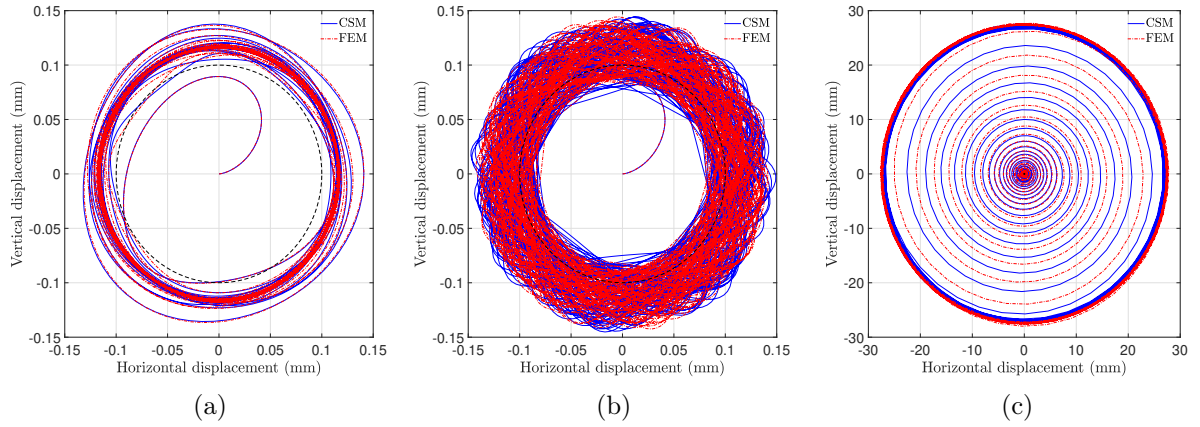 0.15
0.1
0.05
0
-0.05
-0.1
-0.15
-0.15 -0.1 -0.05 0 0.05 0.1 0.15
Vertical displacement (mm)
Horizontal displacement (mm)
CSM
FEM
(a)
0.15
0.1
0.05
0
-0.05
-0.1
-0.15
-0.15 -0.1 -0.05 0 0.05 0.1 0.15
Vertical displacement (mm)
Horizontal displacement (mm)
CSM
FEM
(b)
30
20
10
0
-10
-20
-30
-30 -20 -10 0 10 20 30
Vertical displacement (mm)
Horizontal displacement (mm)
CSM
FEM
(c)